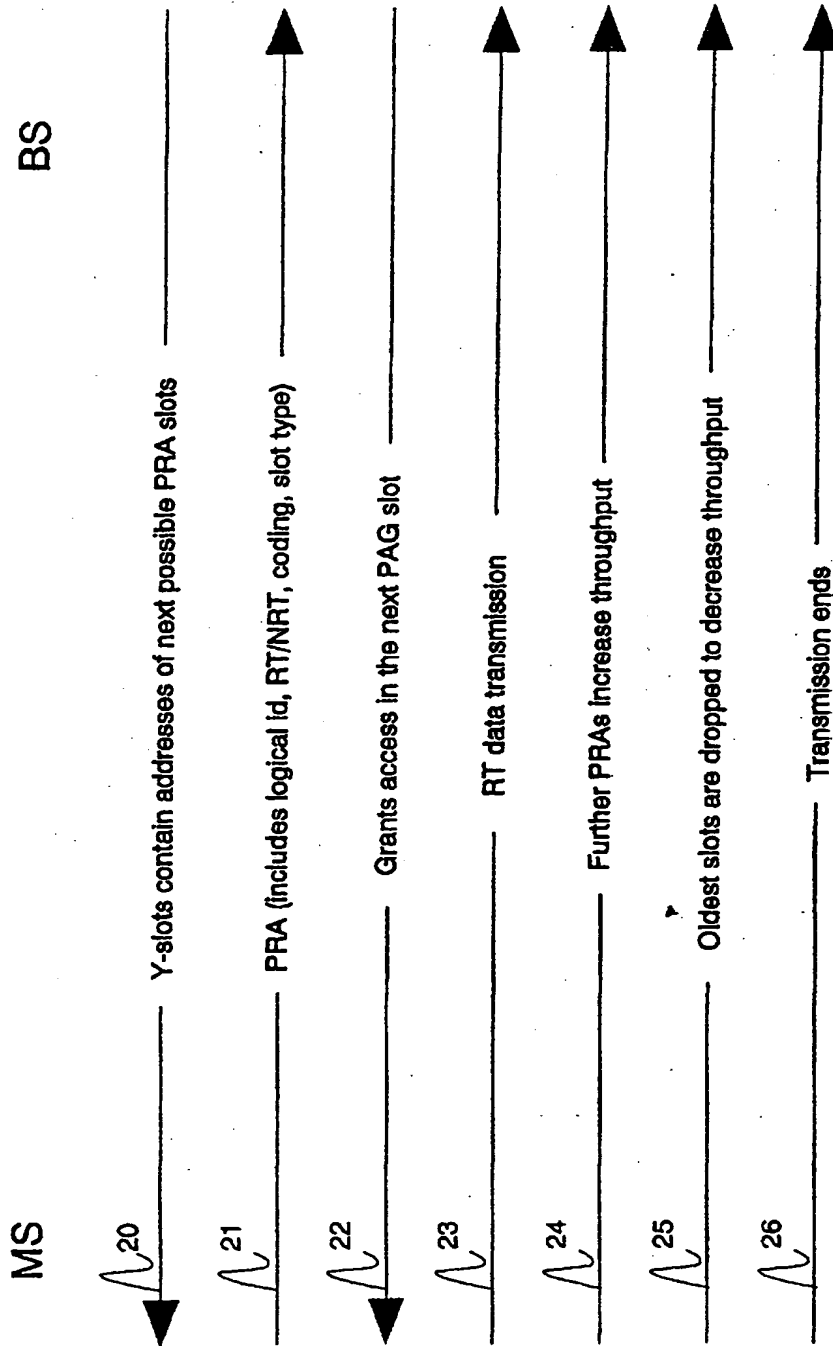 MS BS
20 Y-slots contain addresses of next possible PRA slots
21 PRA (includes logical id, RT/NRT, coding, slot type)
22 Grants access in the next PAG slot
23 RT data transmission
24 Further PRAs increase throughput
25 Oldest slots are dropped to decrease throughput
26 Transmission ends